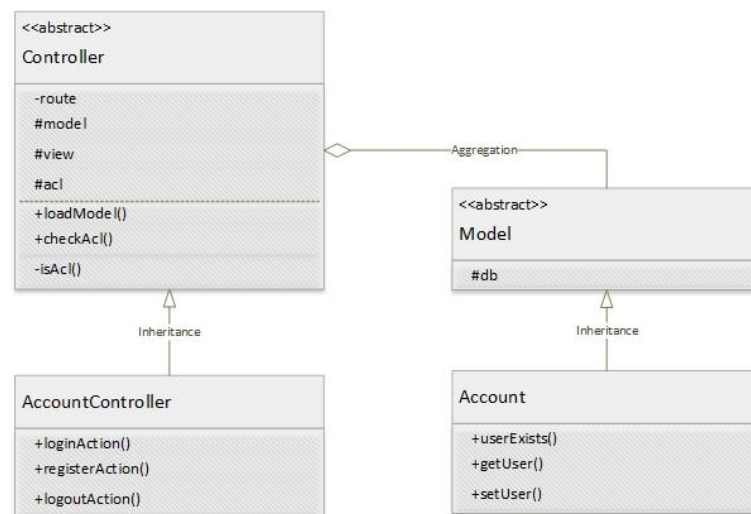 <<abstract>>
Controller
-route
#model
#view
#acl
+loadModel()
+checkAcl()
-isAcl()
Aggregation
<<abstract>>
Model
#db
Inheritance
Inheritance
AccountController
+loginAction()
+registerAction()
+logoutAction()
Account
+userExists()
+getUser()
+setUser()